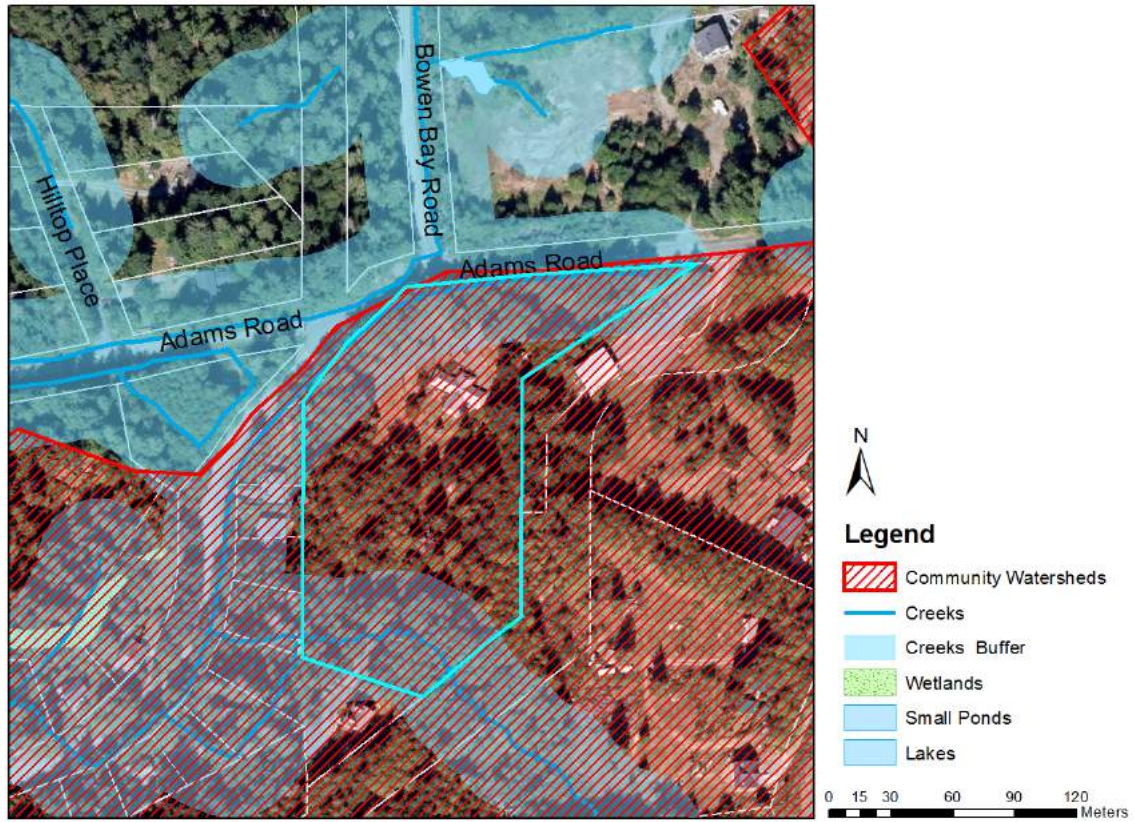 Bowen Bay Road
Hilltop Place
Adams Road
Adams Road
N
Legend
Community Watersheds
Creeks
Creeks Buffer
Wetlands
Small Ponds
Lakes
0 15 30 60 90 120
Meters